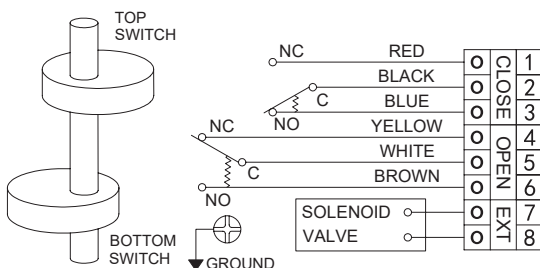 TOP
SWITCH
BOTTOM
SWITCH
NC RED O 1
BLACK O 2
C
NO BLUE O 3
CLOSE
NC YELLOW O 4
WHITE O 5
C
NO BROWN O 6
OPEN
SOLENOID O 7
VALVE O 8
EXT
GROUND